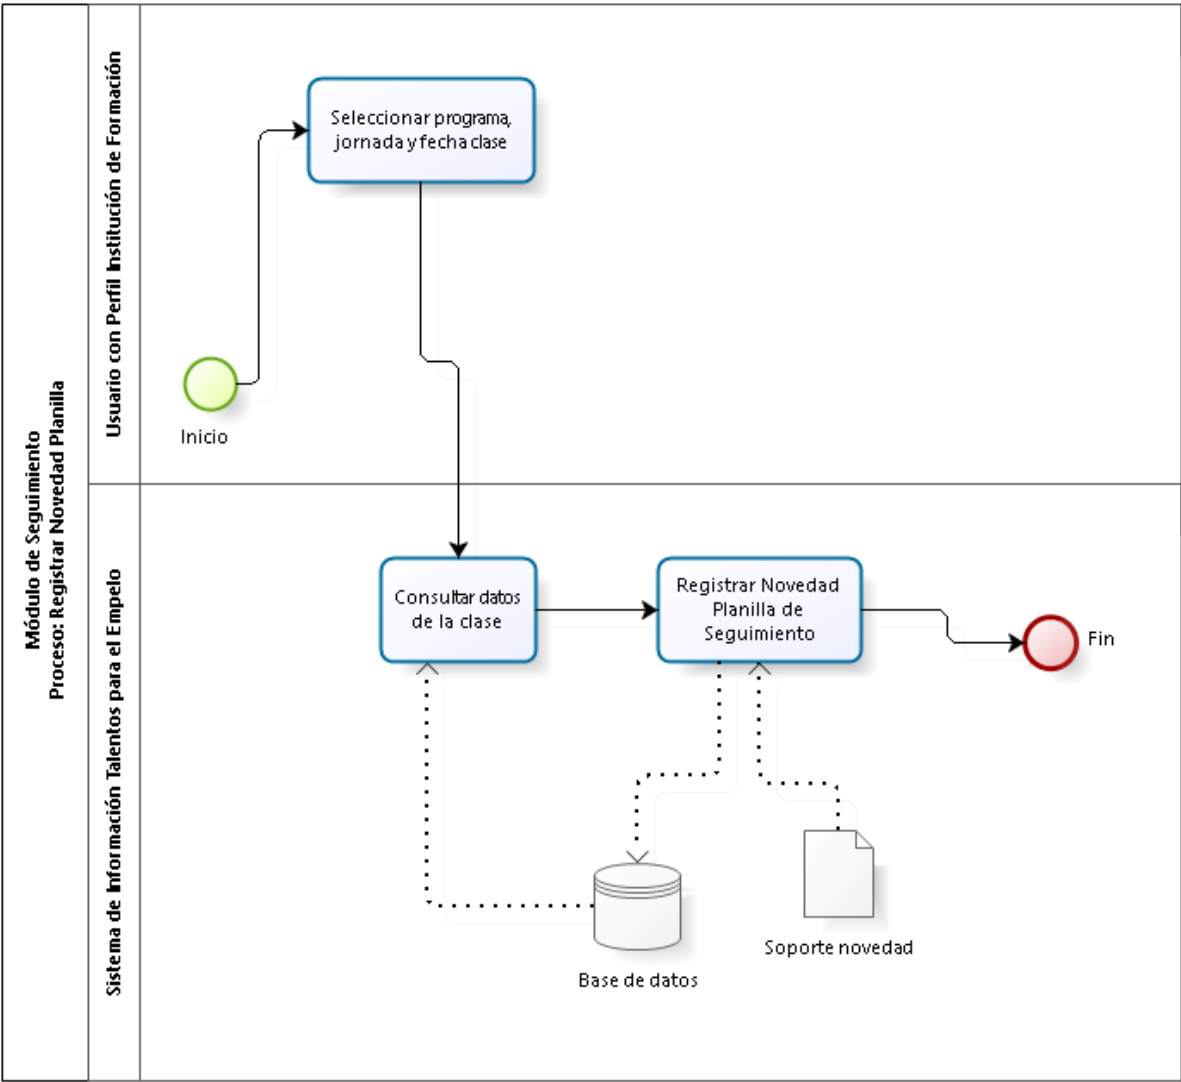 Módulo de Seguimiento
Proceso: Registrar Novedad Planilla
Usuario con Perfil Institución de Formación
Seleccionar programa,
jornada y fecha clase
Inicio
Sistema de Información Talentos para el Empelo
Consultar datos
de la clase
Registrar Novedad
Planilla de
Seguimiento
Fin
Soporte novedad
Base de datos